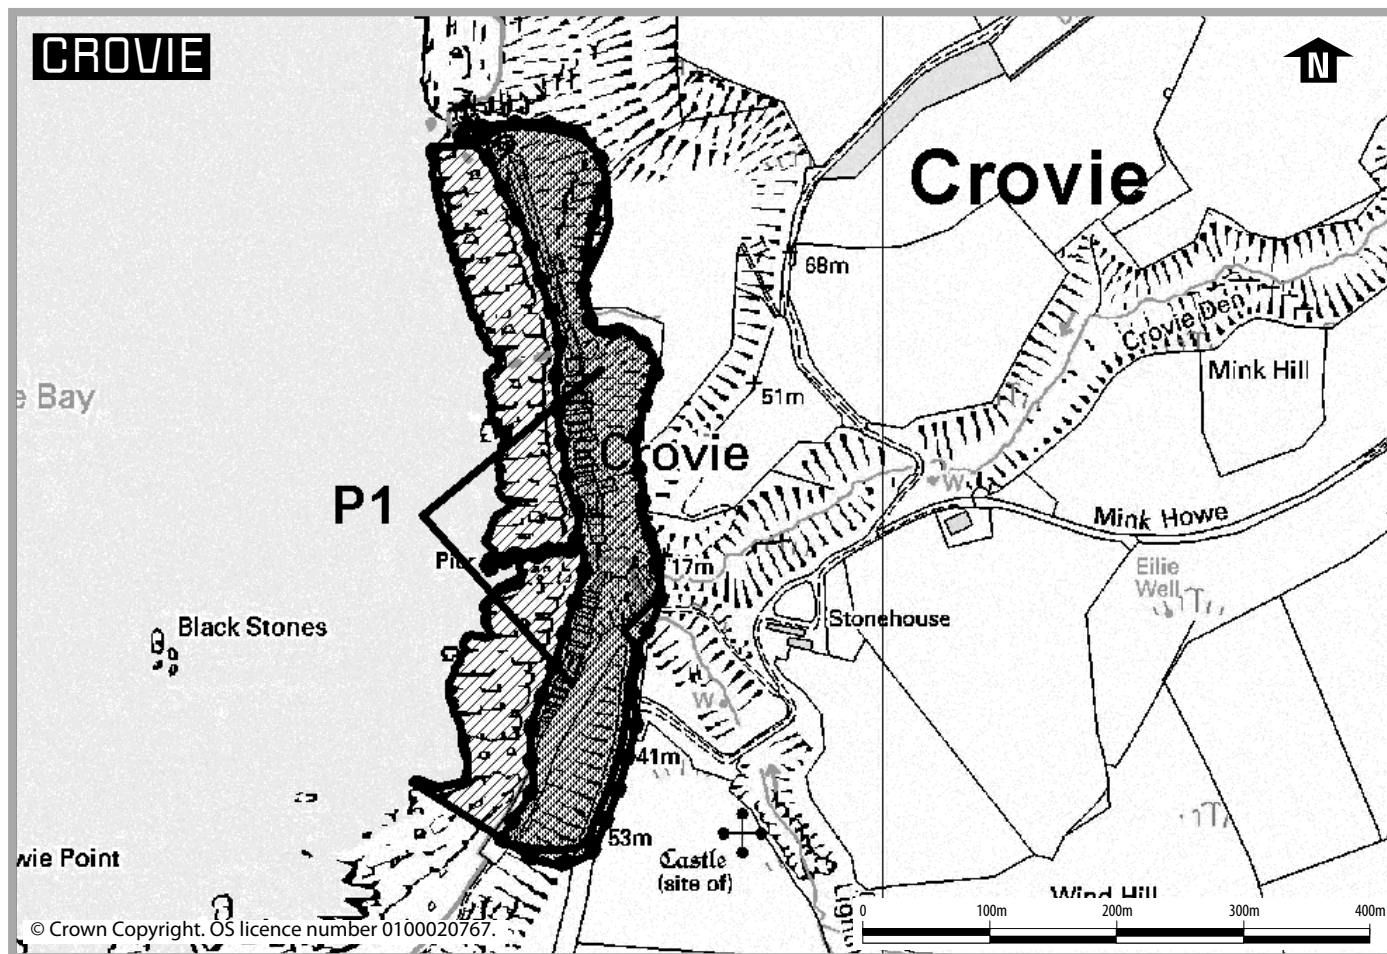 CROVIE
N
Crovie
68m
Crovie Den
Mink Hill
e Bay
51m
Crovie
W
P1
Mink Howe
17m
Eilie
Well
Black Stones
Stonehouse
W
41m
53m
wie Point
Castle
(site of)
Wind Hill
0 100m 200m 300m 400m
© Crown Copyright. OS licence number 0100020767.